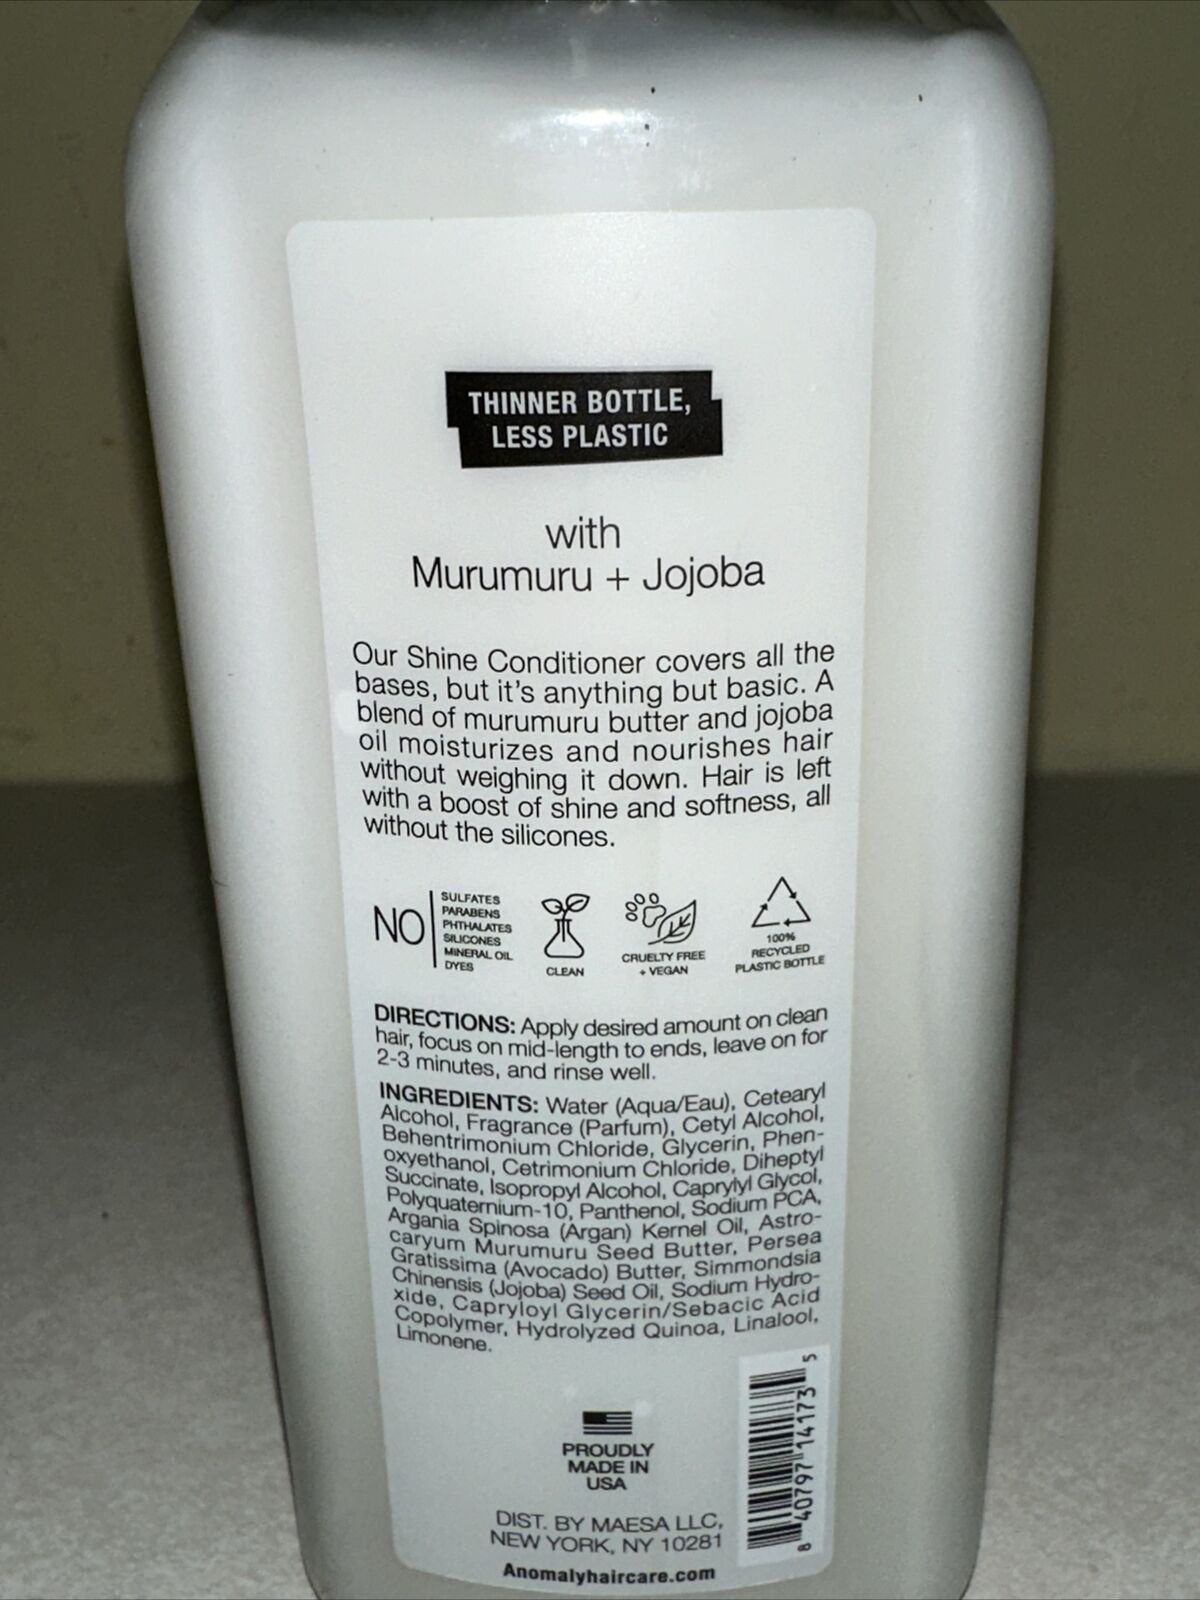 THINNER BOTTLE,
LESS PLASTIC
with
Murumuru + Jojoba
Our Shine Conditioner covers all the
bases, but it's anything but basic. A
blend of murumuru butter and jojoba
oil moisturizes and nourishes hair
without weighing it down. Hair is left
with a boost of shine and softness, all
without the silicones.
NO
SULFATES
PARABENS
PHTHALATES
SILICONES
MINERAL OIL
DYES
CLEAN
CRUELTY FREE
+ VEGAN
100%
RECYCLED
PLASTIC BOTTLE
DIRECTIONS: Apply desired amount on clean
hair, focus on mid-length to ends, leave on for
2-3 minutes, and rinse well.
INGREDIENTS: Water (Aqua/Eau), Cetearyl
Alcohol, Fragrance (Parfum), Cetyl Alcohol,
Behentrimonium Chloride, Glycerin, Phen-
oxyethanol, Cetrimonium Chloride, Diheptyl
Succinate, Isopropyl Alcohol, Caprylyl Glycol,
Polyquaternium-10, Panthenol, Sodium PCA,
Argania Spinosa (Argan) Kernel Oil, Astro-
caryum Murumuru Seed Butter, Persea
Gratissima (Avocado) Butter, Simmondsia
Chinensis (Jojoba) Seed Oil, Sodium Hydro-
xide, Capryloyl Glycerin/Sebacic Acid
Copolymer, Hydrolyzed Quinoa, Linalool,
Limonene.
PROUDLY
MADE IN
USA
DIST. BY MAESA LLC,
NEW YORK, NY 10281
Anomalyhaircare.com
8 40797 14173 5